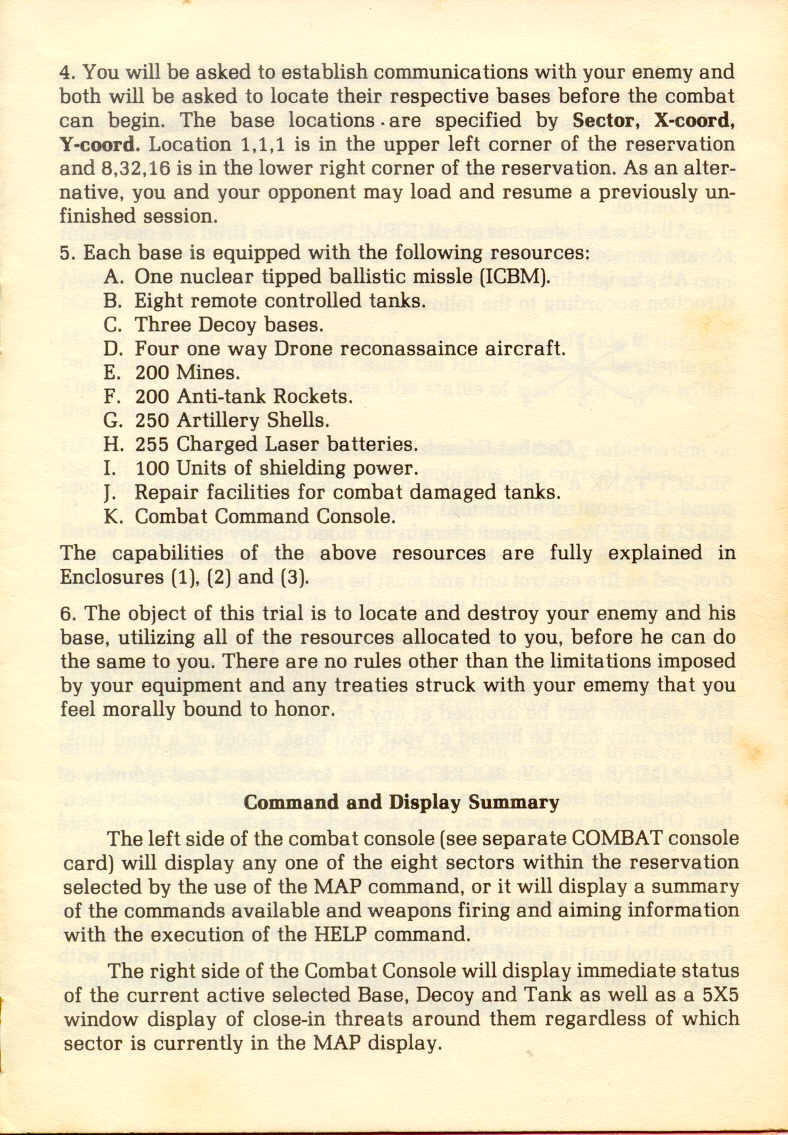 4. You will be asked to establish communications with your enemy and
both will be asked to locate their respective bases before the combat
can begin. The base locations are specified by Sector, X-coord,
Y-coord. Location 1,1,1 is in the upper left corner of the reservation
and 8,32,16 is in the lower right corner of the reservation. As an alter-
native, you and your opponent may load and resume a previously un-
finished session.
5. Each base is equipped with the following resources:
A. One nuclear tipped ballistic missle (ICBM).
B. Eight remote controlled tanks.
C. Three Decoy bases.
D. Four one way Drone reconassaince aircraft.
E. 200 Mines.
F. 200 Anti-tank Rockets.
G. 250 Artillery Shells.
H. 255 Charged Laser batteries.
I. 100 Units of shielding power.
J. Repair facilities for combat damaged tanks.
K. Combat Command Console.
The capabilities of the above resources are fully explained in
Enclosures (1), (2) and (3).
6. The object of this trial is to locate and destroy your enemy and his
base, utilizing all of the resources allocated to you, before he can do
the same to you. There are no rules other than the limitations imposed
by your equipment and any treaties struck with your ememy that you
feel morally bound to honor.
Command and Display Summary
The left side of the combat console (see separate COMBAT console
card) will display any one of the eight sectors within the reservation
selected by the use of the MAP command, or it will display a summary
of the commands available and weapons firing and aiming information
with the execution of the HELP command.
The right side of the Combat Console will display immediate status
of the current active selected Base, Decoy and Tank as well as a 5X5
window display of close-in threats around them regardless of which
sector is currently in the MAP display.